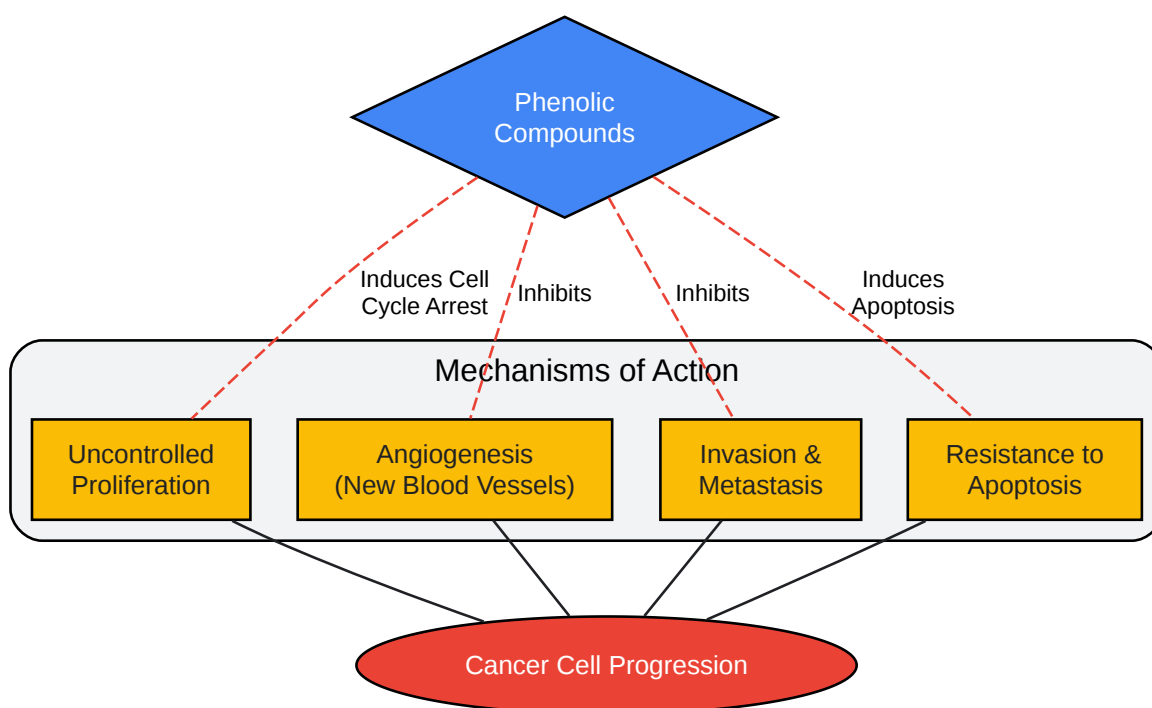 Phenolic
Compounds
Induces Cell
Cycle Arrest
Inhibits
Inhibits
Induces
Apoptosis
Mechanisms of Action
Uncontrolled
Proliferation
Angiogenesis
(New Blood Vessels)
Invasion &
Metastasis
Resistance to
Apoptosis
Cancer Cell Progression